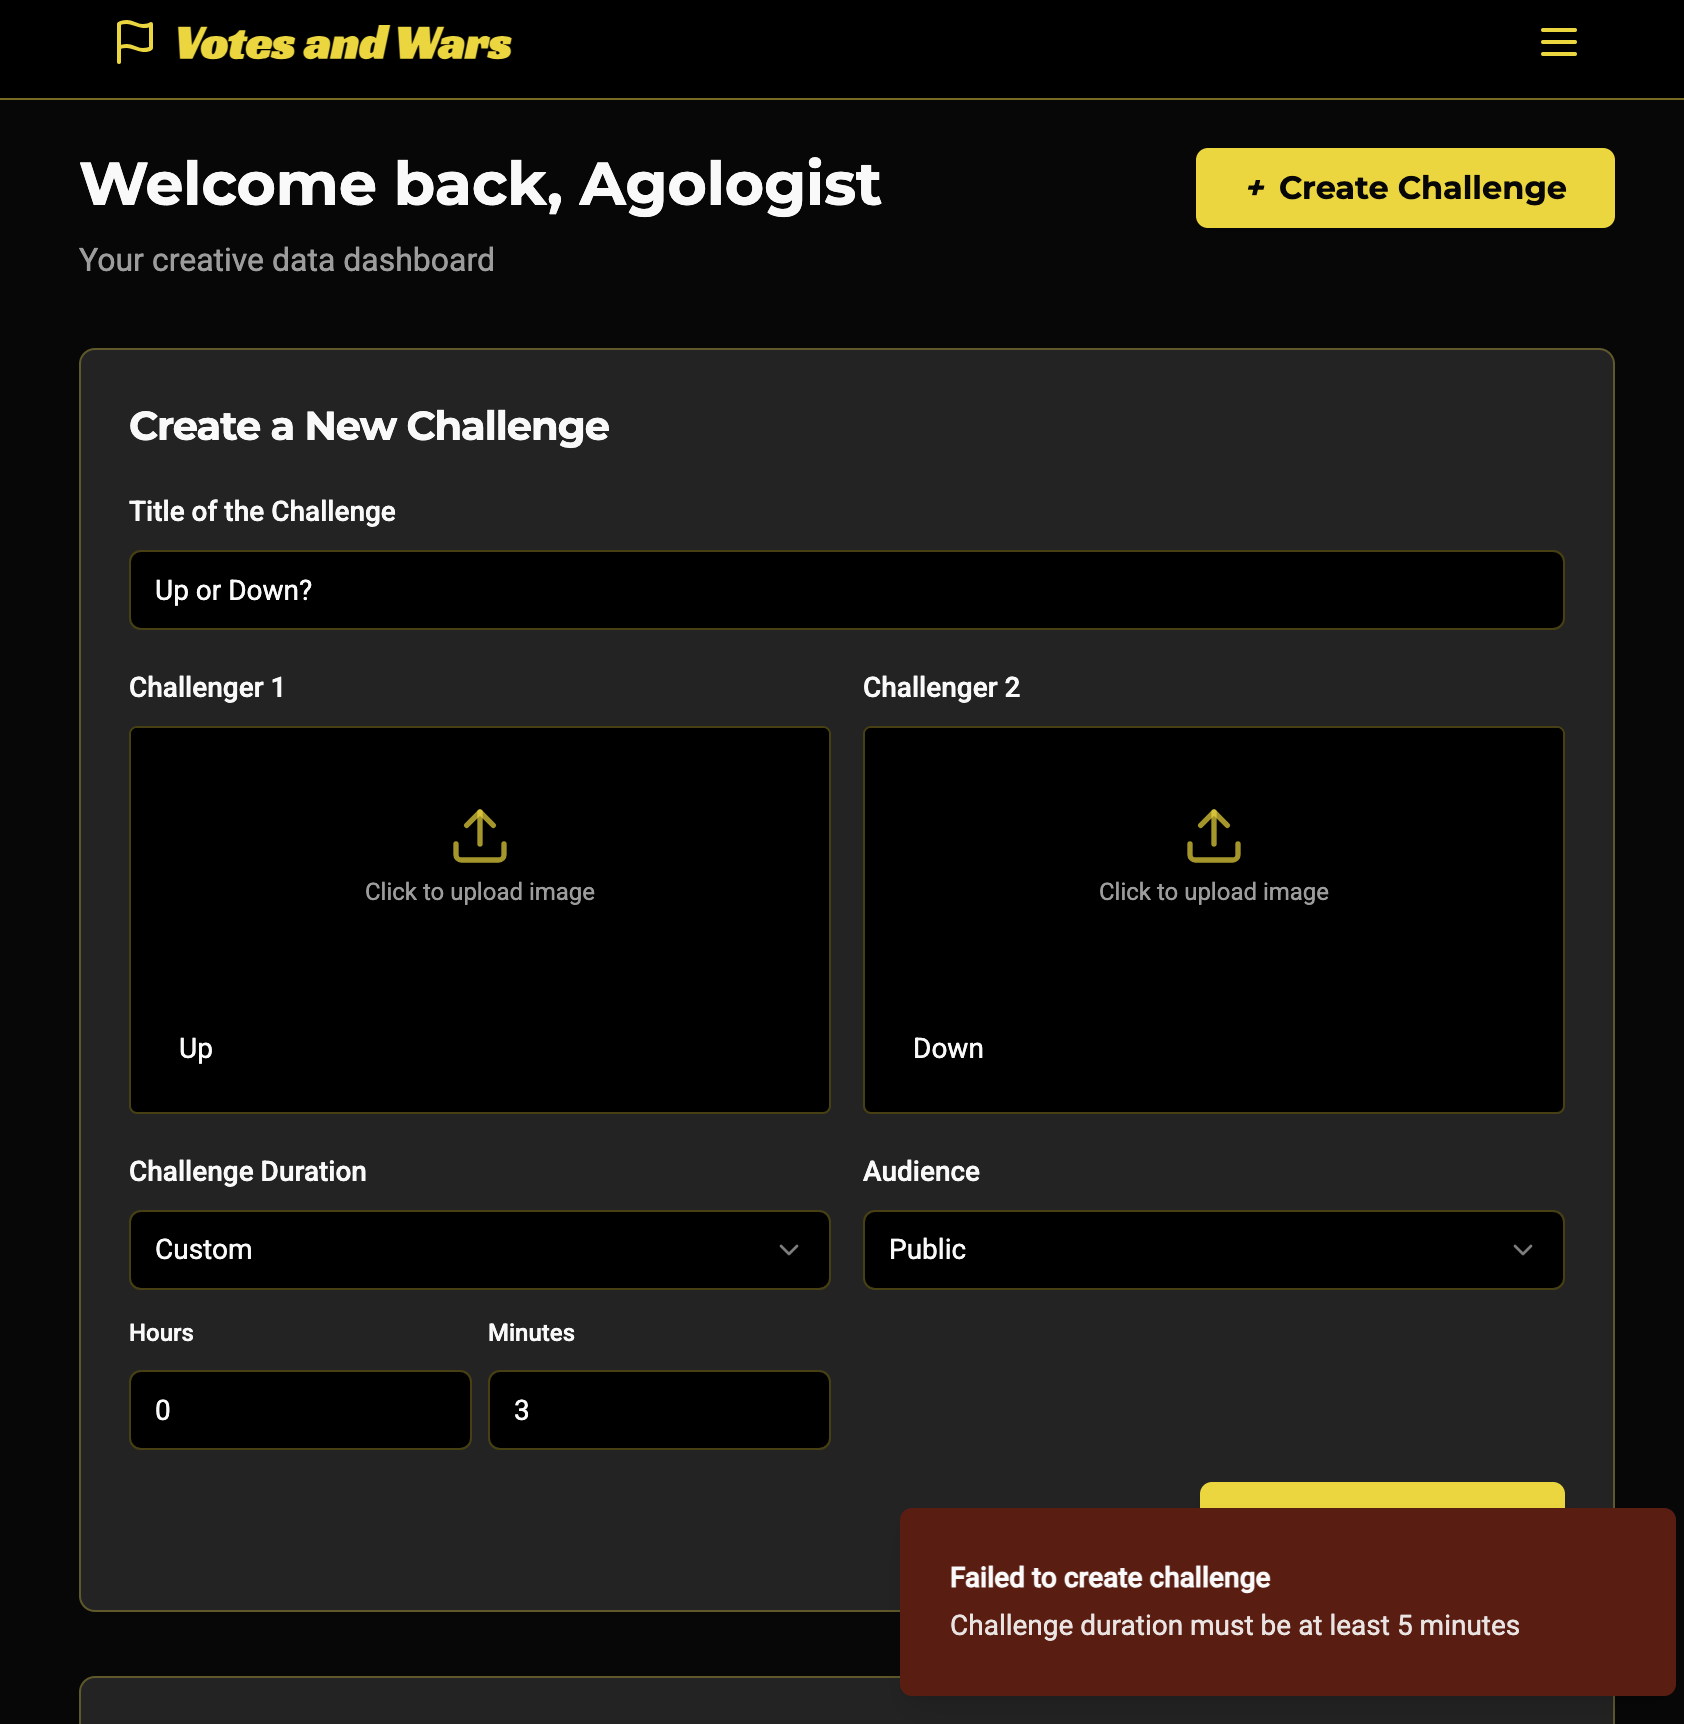 Votes and Wars
Welcome back, Agologist
+ Create Challenge
Your creative data dashboard
Create a New Challenge
Title of the Challenge
Up or Down?
Challenger 1
Challenger 2
Click to upload image
Click to upload image
Up
Down
Challenge Duration
Audience
Custom
Public
Hours
Minutes
0
3
Failed to create challenge
Challenge duration must be at least 5 minutes